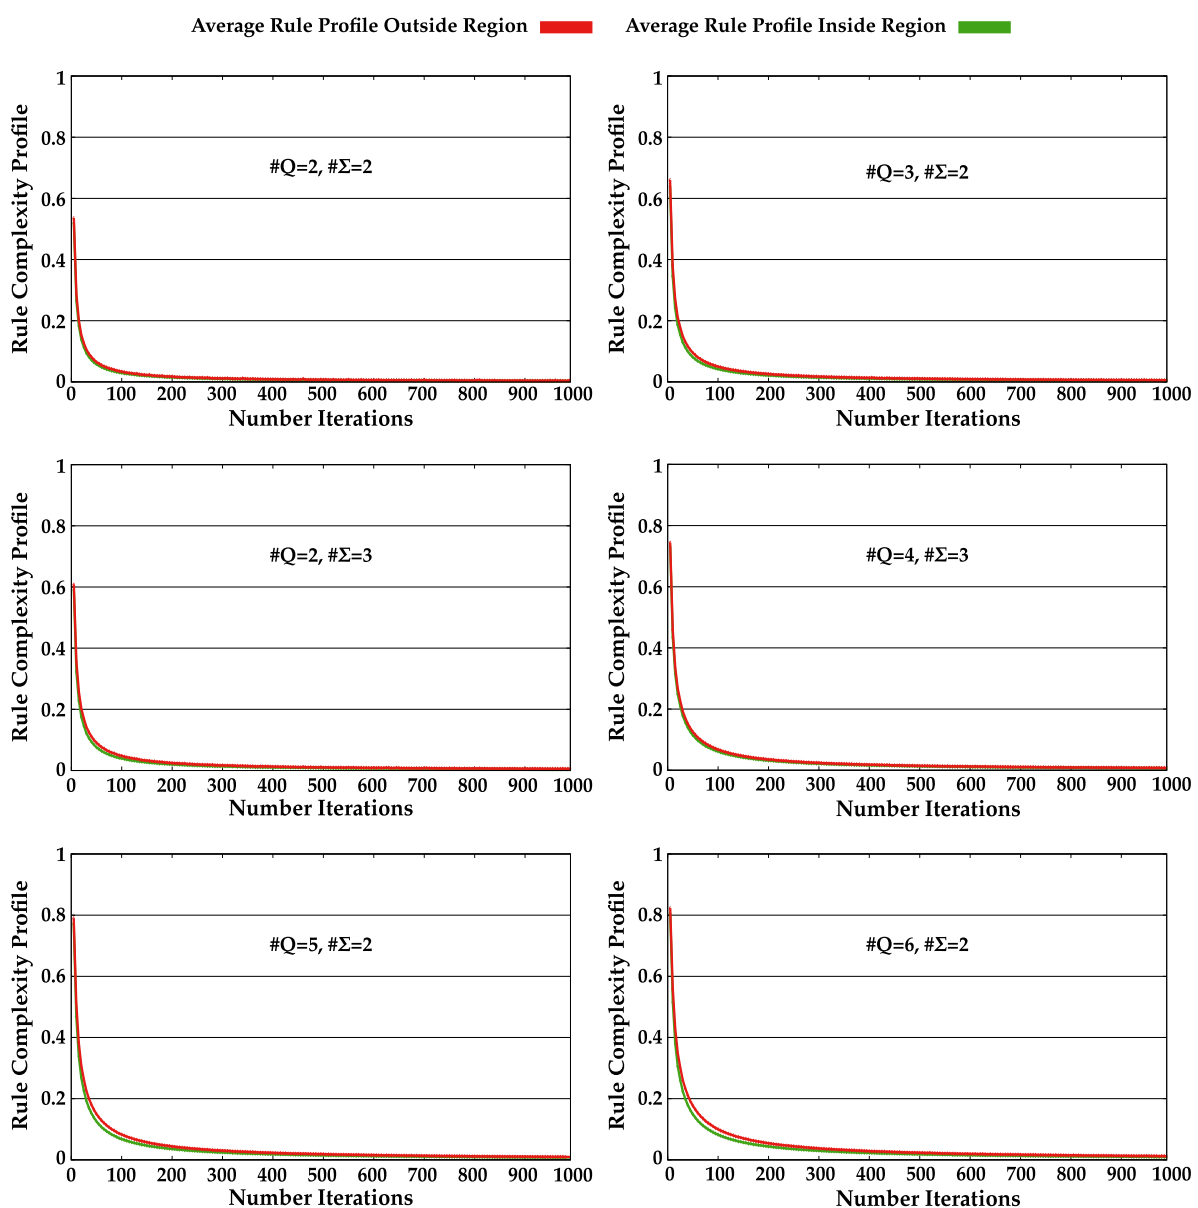 Average Rule Profile Outside Region
Average Rule Profile Inside Region
Rule Complexity Profile
1
0.8
0.6
0.4
0.2
0
#Q=2, #Σ=2
0 100 200 300 400 500 600 700 800 900 1000
Number Iterations
Rule Complexity Profile
1
0.8
0.6
0.4
0.2
0
#Q=3, #Σ=2
0 100 200 300 400 500 600 700 800 900 1000
Number Iterations
Rule Complexity Profile
1
0.8
0.6
0.4
0.2
0
#Q=2, #Σ=3
0 100 200 300 400 500 600 700 800 900 1000
Number Iterations
Rule Complexity Profile
1
0.8
0.6
0.4
0.2
0
#Q=4, #Σ=3
0 100 200 300 400 500 600 700 800 900 1000
Number Iterations
Rule Complexity Profile
1
0.8
0.6
0.4
0.2
0
#Q=5, #Σ=2
0 100 200 300 400 500 600 700 800 900 1000
Number Iterations
Rule Complexity Profile
1
0.8
0.6
0.4
0.2
0
#Q=6, #Σ=2
0 100 200 300 400 500 600 700 800 900 1000
Number Iterations